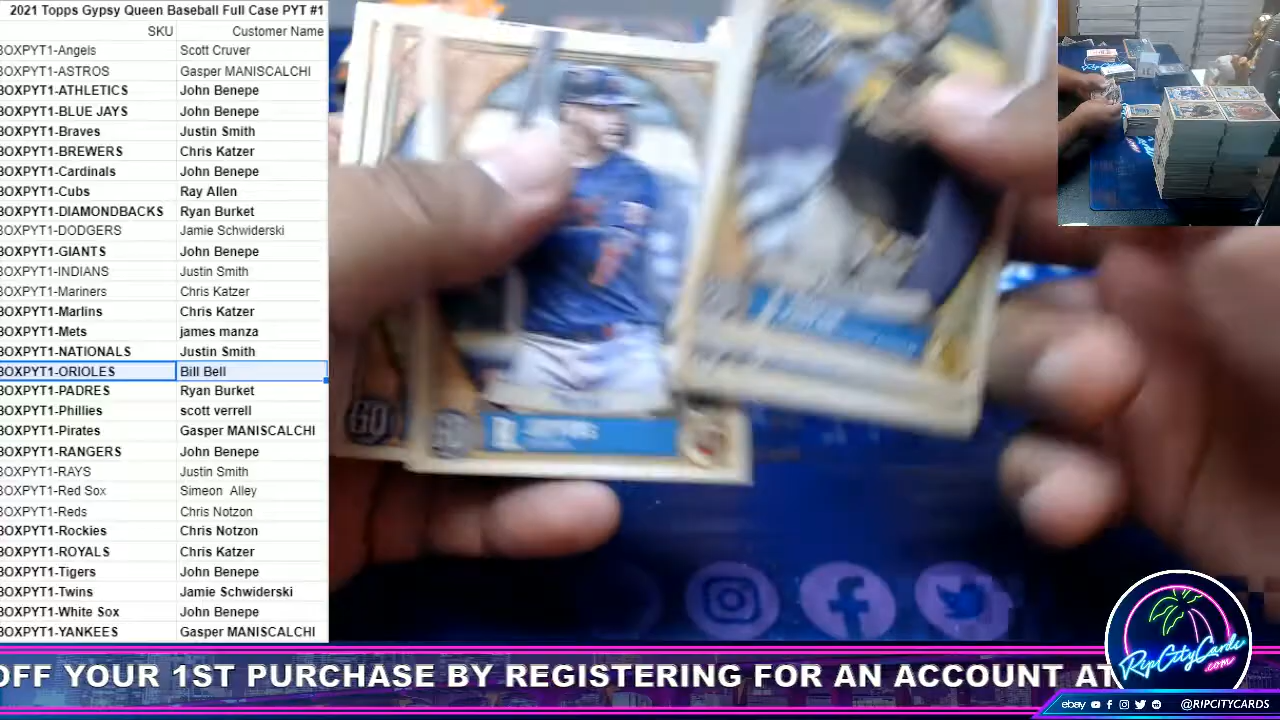 2021 Topps Gypsy Queen Baseball Full Case PYT #1
SKU Customer Name
BOXPYT1-Angels Scott Cruver
BOXPYT1-ASTROS Gasper MANISCALCHI
BOXPYT1-ATHLETICS John Benepe
BOXPYT1-BLUE JAYS John Benepe
BOXPYT1-Braves Justin Smith
BOXPYT1-BREWERS Chris Katzer
BOXPYT1-Cardinals John Benepe
BOXPYT1-Cubs Ray Allen
BOXPYT1-DIAMONDBACKS Ryan Burket
BOXPYT1-DODGERS Jamie Schwiderski
BOXPYT1-GIANTS John Benepe
BOXPYT1-INDIANS Justin Smith
BOXPYT1-Mariners Chris Katzer
BOXPYT1-Marlins Chris Katzer
BOXPYT1-Mets james manza
BOXPYT1-NATIONALS Justin Smith
BOXPYT1-ORIOLES Bill Bell
BOXPYT1-PADRES Ryan Burket
BOXPYT1-Phillies scott verrell
BOXPYT1-Pirates Gasper MANISCALCHI
BOXPYT1-RANGERS John Benepe
BOXPYT1-RAYS Justin Smith
BOXPYT1-Red Sox Simeon Alley
BOXPYT1-Reds Chris Notzon
BOXPYT1-Rockies Chris Notzon
BOXPYT1-ROYALS Chris Katzer
BOXPYT1-Tigers John Benepe
BOXPYT1-Twins Jamie Schwiderski
BOXPYT1-White Sox John Benepe
BOXPYT1-YANKEES Gasper MANISCALCHI
GQ
RipCityCards
.com
OFF YOUR 1ST PURCHASE BY REGISTERING FOR AN ACCOUNT AT
ebay @RIPCITYCARDS